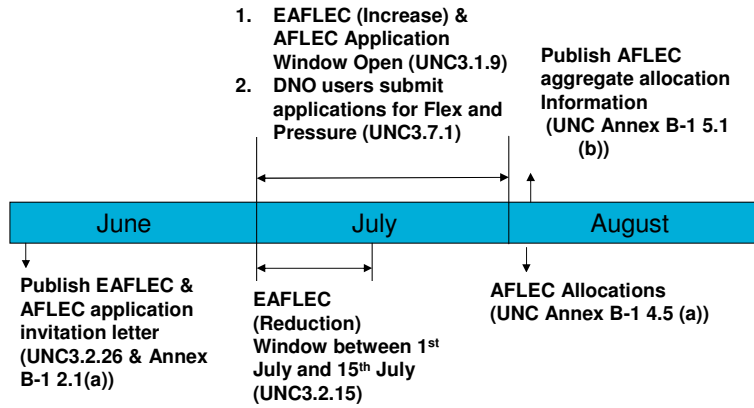 1. EAFLEC (Increase) &
AFLEC Application
Window Open (UNC3.1.9)
2. DNO users submit
applications for Flex and
Pressure (UNC3.7.1)
Publish AFLEC
aggregate allocation
Information
(UNC Annex B-1 5.1
(b))
June
July
August
Publish EAFLEC &
AFLEC application
invitation letter
(UNC3.2.26 & Annex
B-1 2.1(a))
EAFLEC
(Reduction)
Window between 1st
July and 15th July
(UNC3.2.15)
AFLEC Allocations
(UNC Annex B-1 4.5 (a))